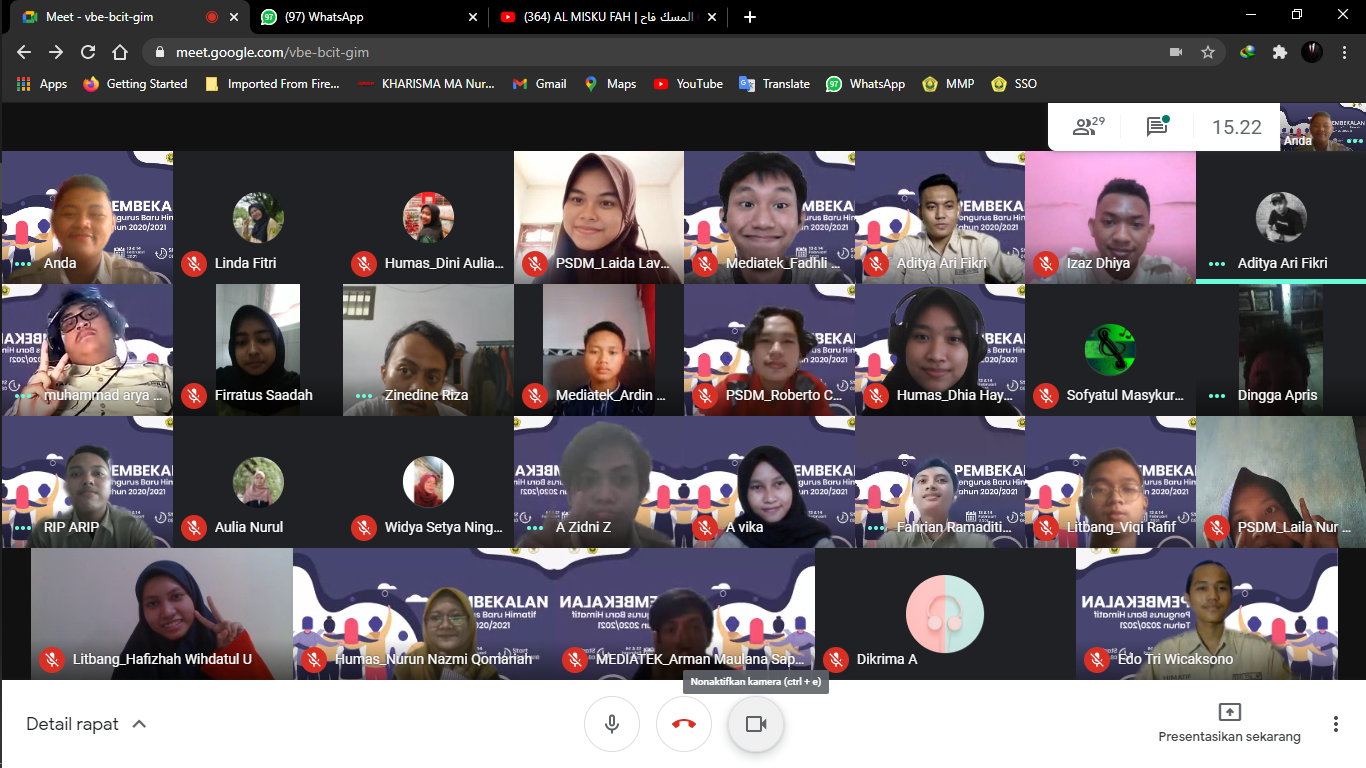 Meet - vbe-bcit-gim
(97) WhatsApp
(364) AL MISKU FAH | المسك فاح
meet.google.com/vbe-bcit-gim
Apps
Getting Started
Imported From Fire...
KHARISMA MA Nur...
Gmail
Maps
YouTube
Translate
WhatsApp
MMP
SSO
29
15.22
Anda
Anda
Linda Fitri
Humas_Dini Aulia...
PSDM_Laida Lav...
Mediatek_Fadhli ...
Aditya Ari Fikri
Izaz Dhiya
Aditya Ari Fikri
muhammad arya ...
Firratus Saadah
Zinedine Riza
Mediatek_Ardin ...
PSDM_Roberto C...
Humas_Dhia Hay...
Sofyatul Masykur...
Dingga Apris
RIP ARIP
Aulia Nurul
Widya Setya Ning...
A Zidni Z
A vika
Fahrian Ramaditi...
Litbang_Viqi Rafif
PSDM_Laila Nur ...
Litbang_Hafizhah Wihdatul U
Humas_Nurun Nazmi Qomariah
MEDIATEK_Arman Maulana Sap...
Dikrima A
Edo Tri Wicaksono
PEMBEKALAN
Pengurus Baru Himatif
Tahun 2020/2021
Nonaktifkan kamera (ctrl + e)
Detail rapat
Presentasikan sekarang